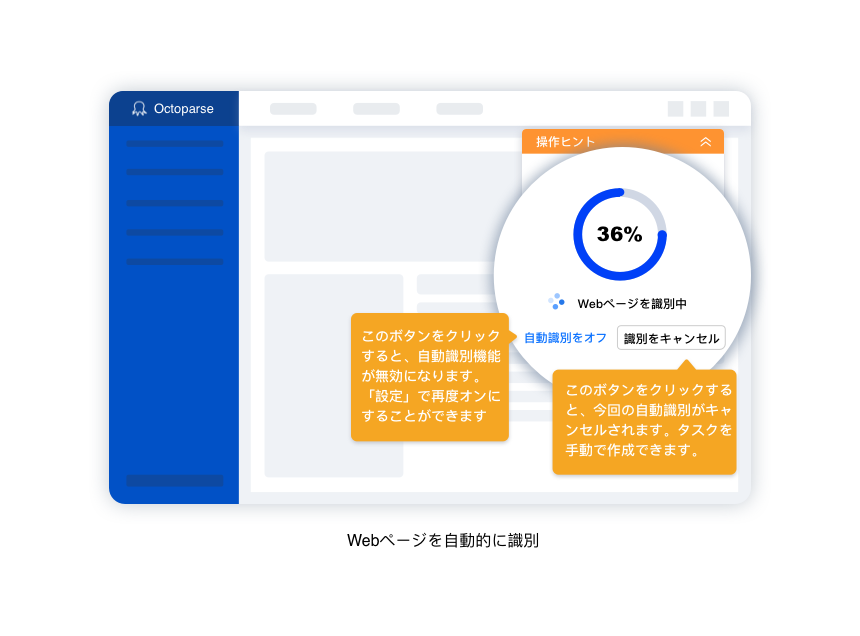 Octoparse
操作ヒント
36%
Webページを識別中
自動識別をオフ
識別をキャンセル
このボタンをクリック
すると、自動識別機能
が無効になります。
「設定」で再度オンに
することができます
このボタンをクリックする
と、今回の自動識別がキャ
ンセルされます。タスクを
手動で作成できます。
Webページを自動的に識別